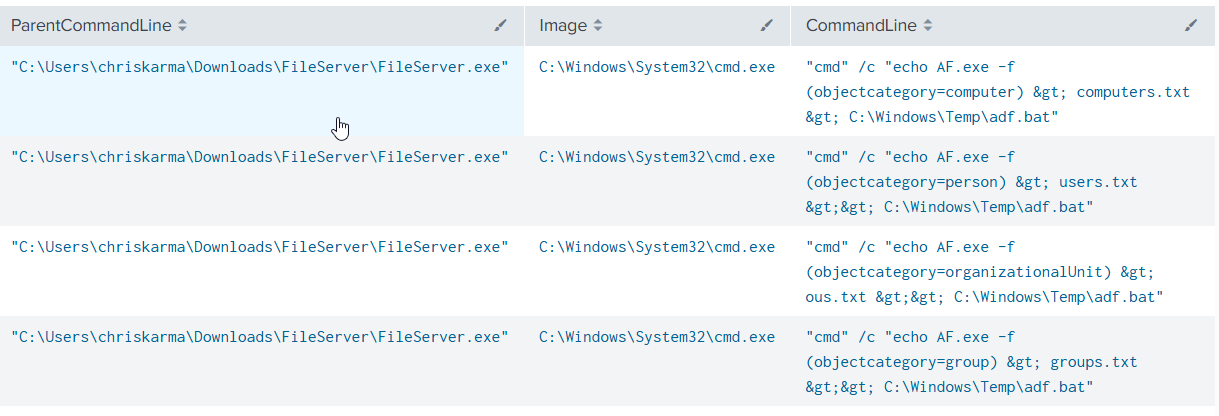 ParentCommandLine Image CommandLine
"C:\Users\chriskarma\Downloads\FileServer\FileServer.exe" C:\Windows\System32\cmd.exe "cmd" /c "echo AF.exe -f
(objectcategory=computer) &gt; computers.txt
&gt; C:\Windows\Temp\adf.bat"
"C:\Users\chriskarma\Downloads\FileServer\FileServer.exe" C:\Windows\System32\cmd.exe "cmd" /c "echo AF.exe -f
(objectcategory=person) &gt; users.txt
&gt;&gt; C:\Windows\Temp\adf.bat"
"C:\Users\chriskarma\Downloads\FileServer\FileServer.exe" C:\Windows\System32\cmd.exe "cmd" /c "echo AF.exe -f
(objectcategory=organizationalUnit) &gt;
ous.txt &gt;&gt; C:\Windows\Temp\adf.bat"
"C:\Users\chriskarma\Downloads\FileServer\FileServer.exe" C:\Windows\System32\cmd.exe "cmd" /c "echo AF.exe -f
(objectcategory=group) &gt; groups.txt
&gt;&gt; C:\Windows\Temp\adf.bat"